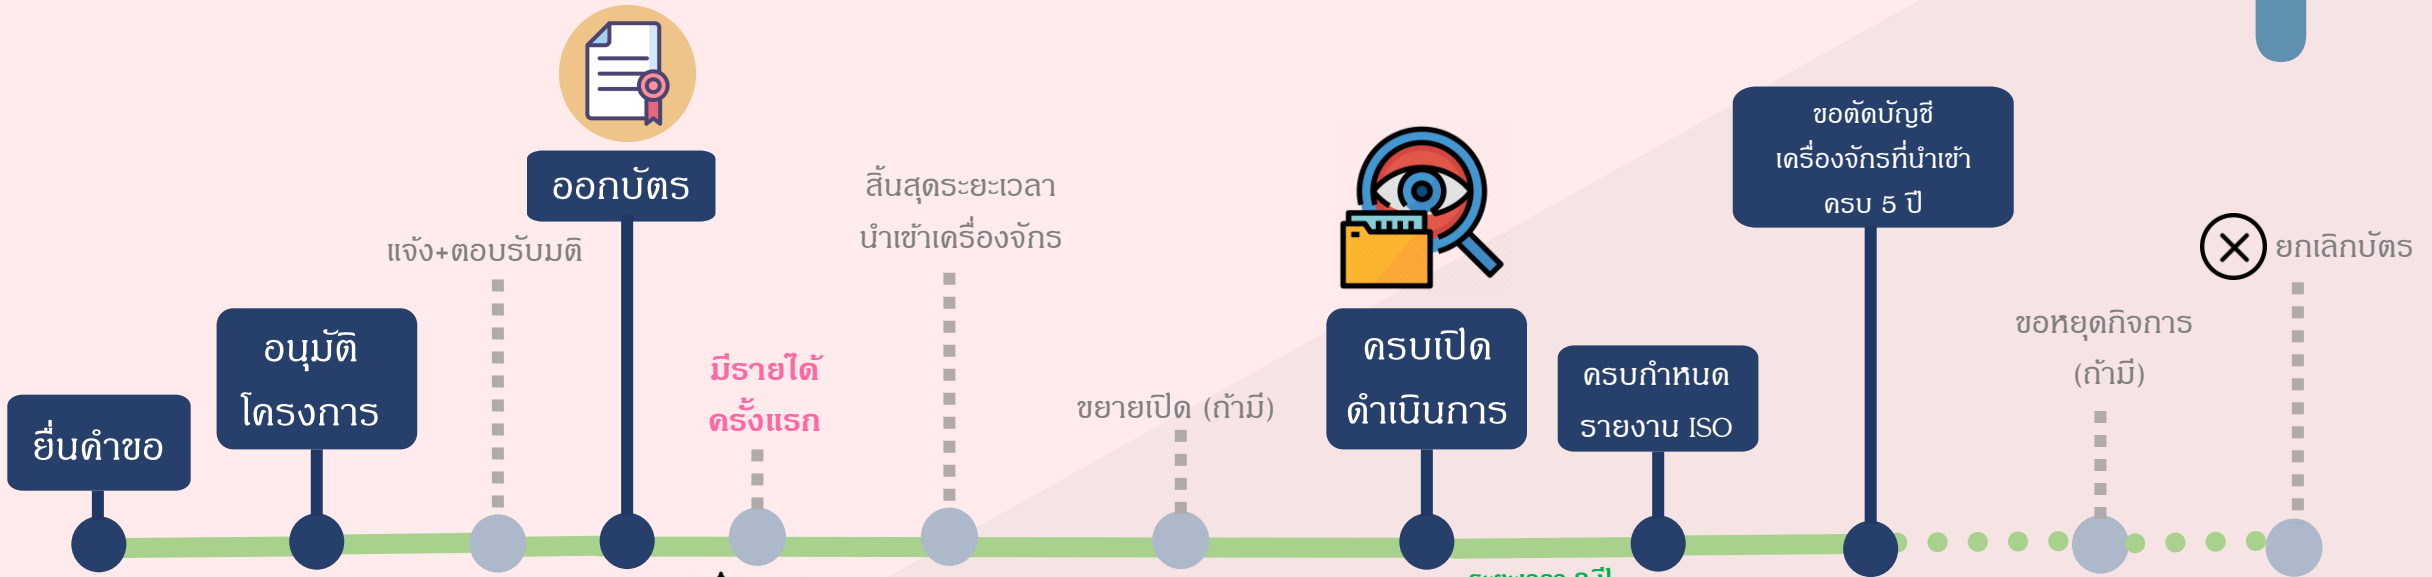 ยื่นคำขอ
อนุมัติ
โครงการ
แจ้ง+ตอบรับมติ
ออกบัตร
มีรายได้
ครั้งแรก
สิ้นสุดระยะเวลา
นำเข้าเครื่องจักร
ขยายเปิด (ถ้ามี)
ครบเปิด
ดำเนินการ
ครบกำหนด
รายงาน ISO
ขอตัดบัญชี
เครื่องจักรที่นำเข้า
ครบ 5 ปี
ขอหยุดกิจการ
(ถ้ามี)
ยกเลิกบัตร